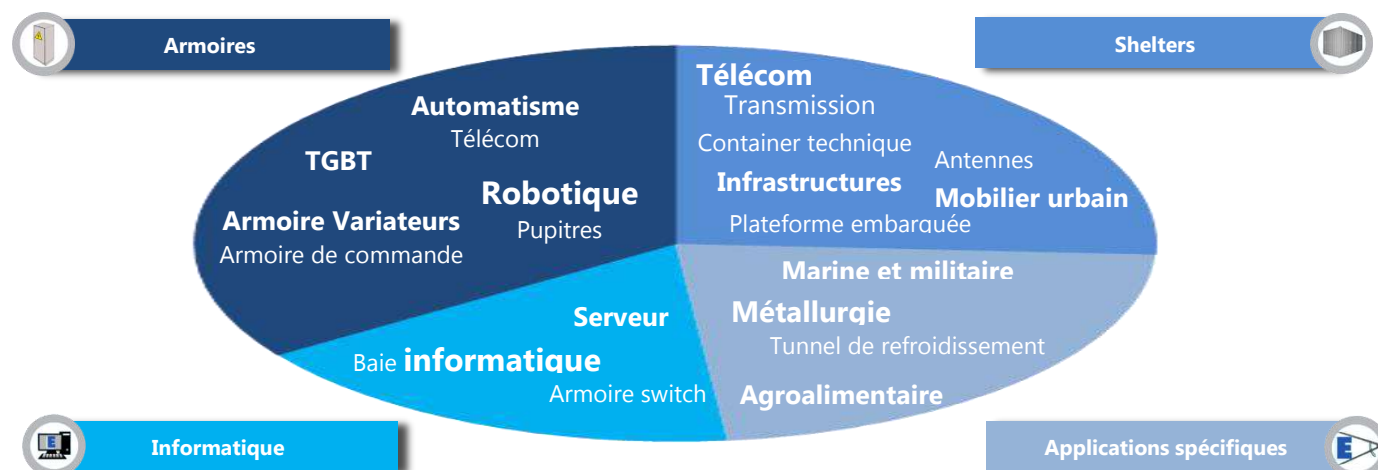 Armoires
Shelters
Automatisme
Télécom
TGBT
Robotique
Armoire Variateurs
Pupitres
Armoire de commande
Télécom
Transmission
Container technique
Antennes
Infrastructures
Mobilier urbain
Plateforme embarquée
Marine et militaire
Métallurgie
Tunnel de refroidissement
Agroalimentaire
Serveur
Baie informatique
Armoire switch
Informatique
Applications spécifiques